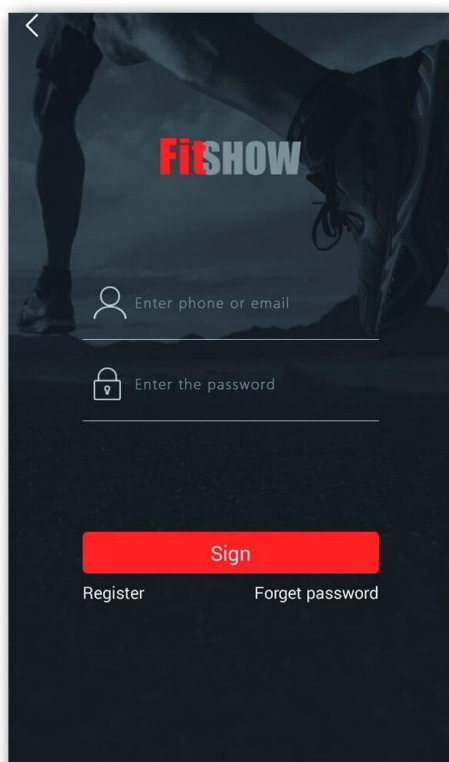 FitSHOW
Enter phone or email
Enter the password
Sign
Register
Forget password